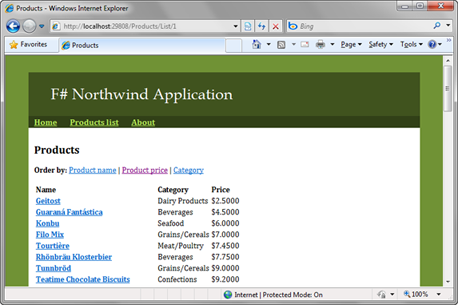 Products - Windows Internet Explorer
http://localhost:29808/Products/List/1
Bing
Favorites Products
Page Safety Tools
F# Northwind Application
Home Products list About
Products
Order by: Product name | Product price | Category
Name Category Price
Geitost Dairy Products $2.5000
Guaraná Fantástica Beverages $4.5000
Konbu Seafood $6.0000
Filo Mix Grains/Cereals $7.0000
Tourtière Meat/Poultry $7.4500
Rhönbräu Klosterbier Beverages $7.7500
Tunnbröd Grains/Cereals $9.0000
Teatime Chocolate Biscuits Confections $9.2000
Internet | Protected Mode: On 100%